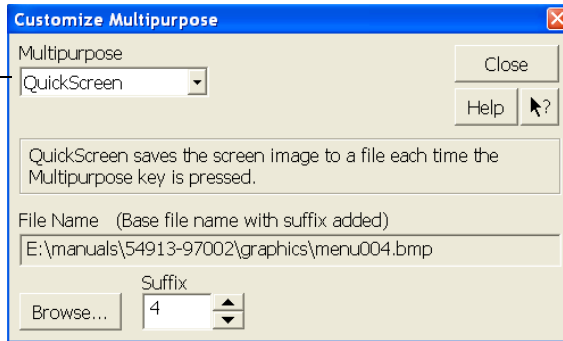 Customize Multipurpose
Multipurpose
QuickScreen
Close
Help
?
QuickScreen saves the screen image to a file each time the
Multipurpose key is pressed.
File Name (Base file name with suffix added)
E:\manuals\54913-97002\graphics\menu004.bmp
Browse...
Suffix
4